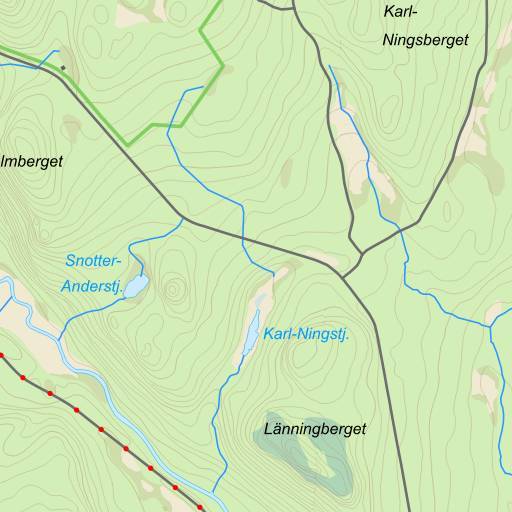 Karl-
Ningsberget
lmberget
Snotter-
Anderstj.
Karl-Ningstj.
Länningberget